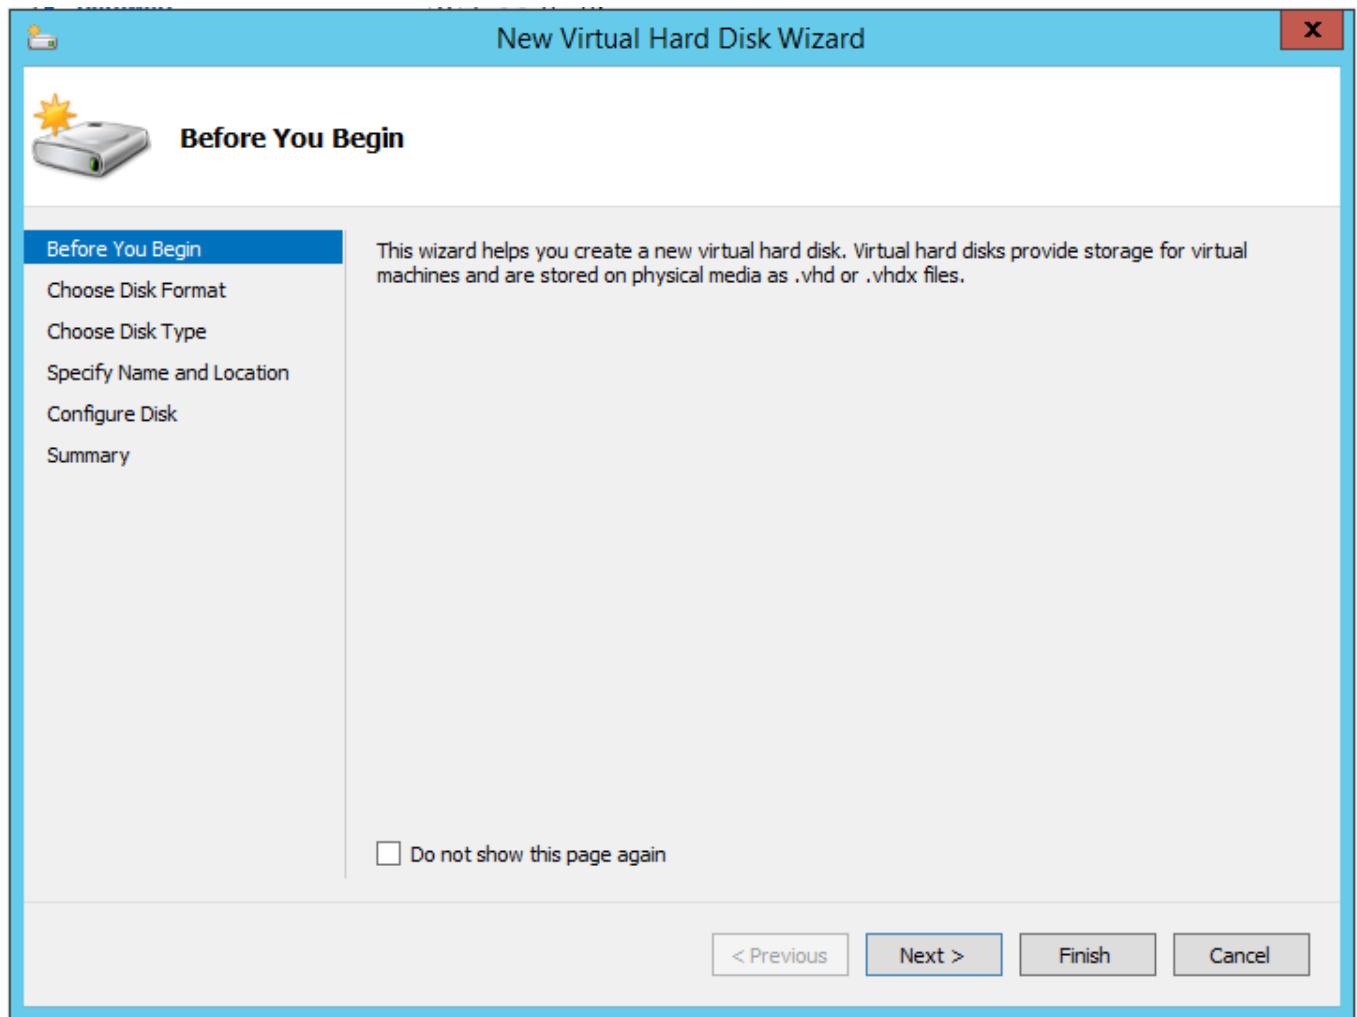 New Virtual Hard Disk Wizard
x
Before You Begin
Before You Begin
Choose Disk Format
Choose Disk Type
Specify Name and Location
Configure Disk
Summary
This wizard helps you create a new virtual hard disk. Virtual hard disks provide storage for virtual
machines and are stored on physical media as .vhd or .vhdx files.
Do not show this page again
< Previous
Next >
Finish
Cancel